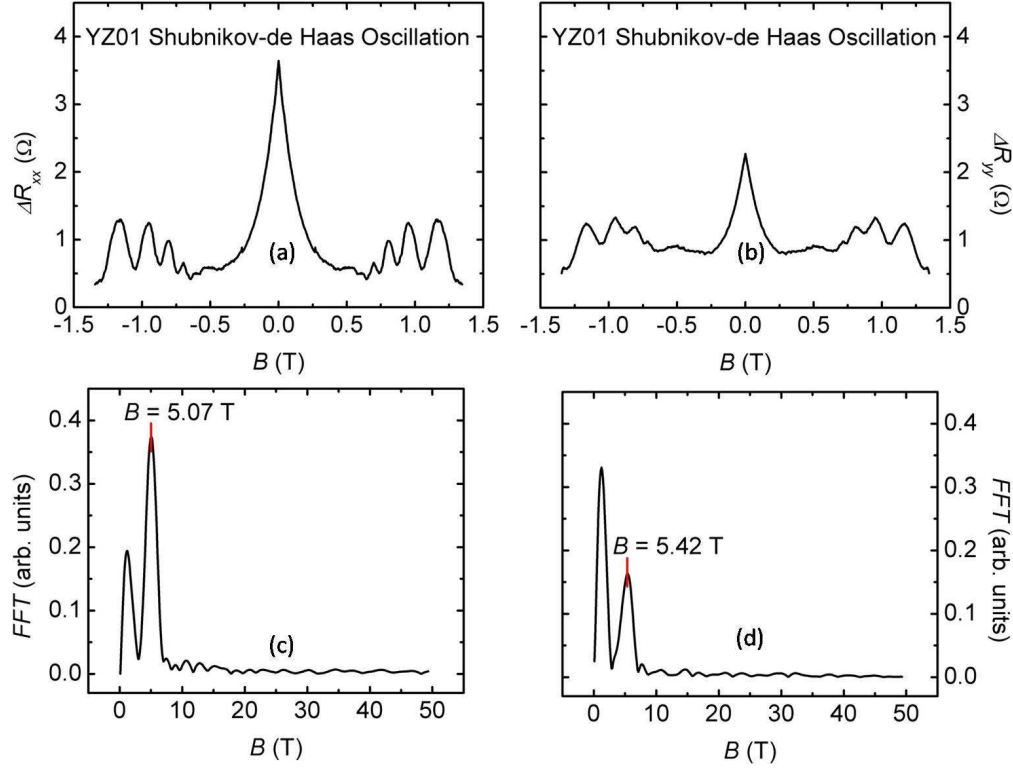 YZ01 Shubnikov-de Haas Oscillation
4
3
2
1
0
ΔRxx (Ω)
(a)
-1.5 -1.0 -0.5 0.0 0.5 1.0 1.5
B (T)
YZ01 Shubnikov-de Haas Oscillation
4
3
2
1
0
ΔRyy (Ω)
(b)
-1.5 -1.0 -0.5 0.0 0.5 1.0 1.5
B (T)
B = 5.07 T
0.4
0.3
0.2
0.1
0.0
FFT (arb. units)
(c)
0 10 20 30 40 50
B (T)
B = 5.42 T
0.4
0.3
0.2
0.1
0.0
FFT (arb. units)
(d)
0 10 20 30 40 50
B (T)